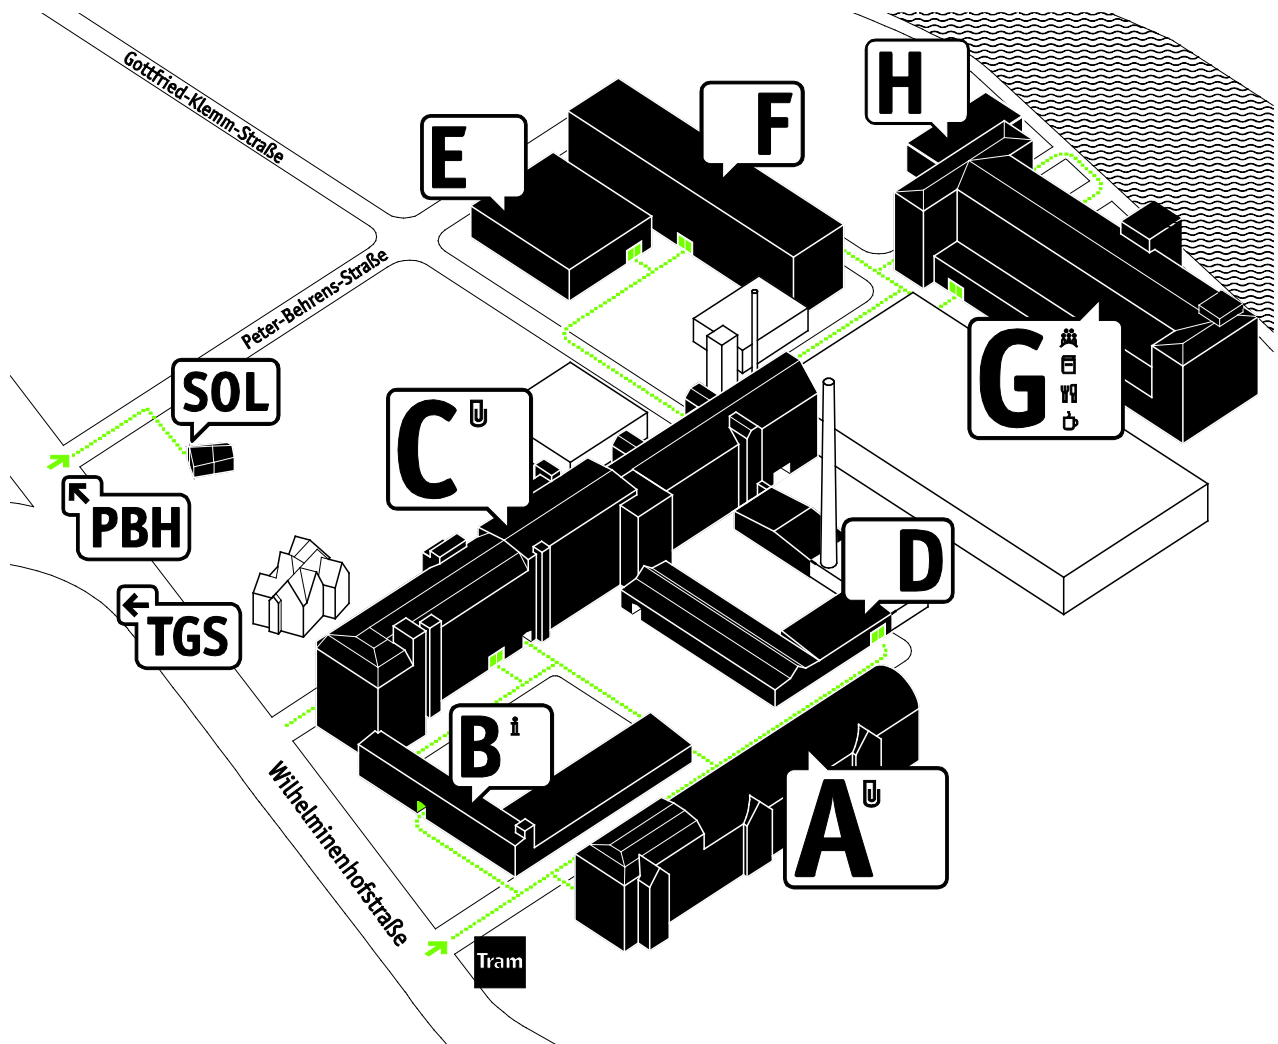 Gottfried-Klemm-Straße
H
F
E
Peter-Behrens-Straße
G
SOL
C
PBH
D
TGS
B
i
A
Wilhelminenhofstraße
Tram